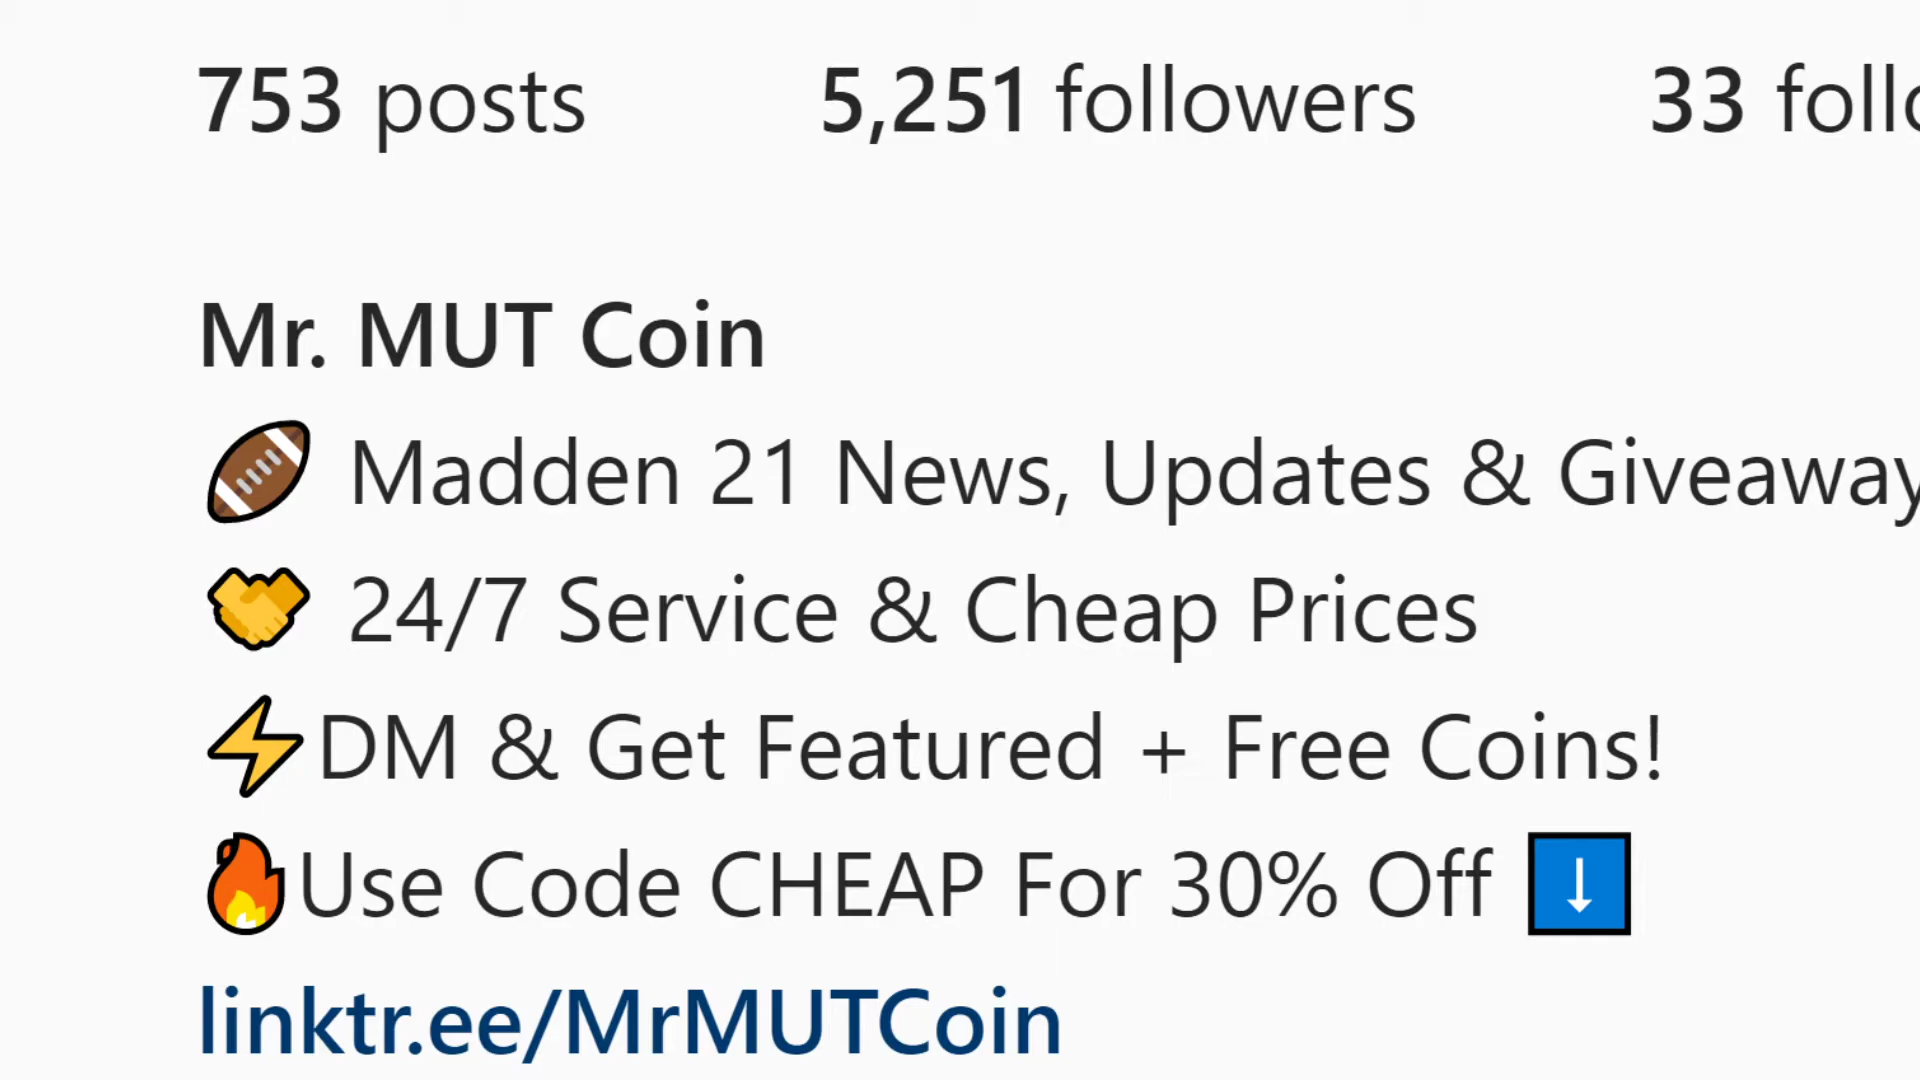 753 posts 5,251 followers 33 follo
Mr. MUT Coin
🏈 Madden 21 News, Updates & Giveaway
🤝 24/7 Service & Cheap Prices
⚡DM & Get Featured + Free Coins!
🔥Use Code CHEAP For 30% Off ⬇️
linktr.ee/MrMUTCoin